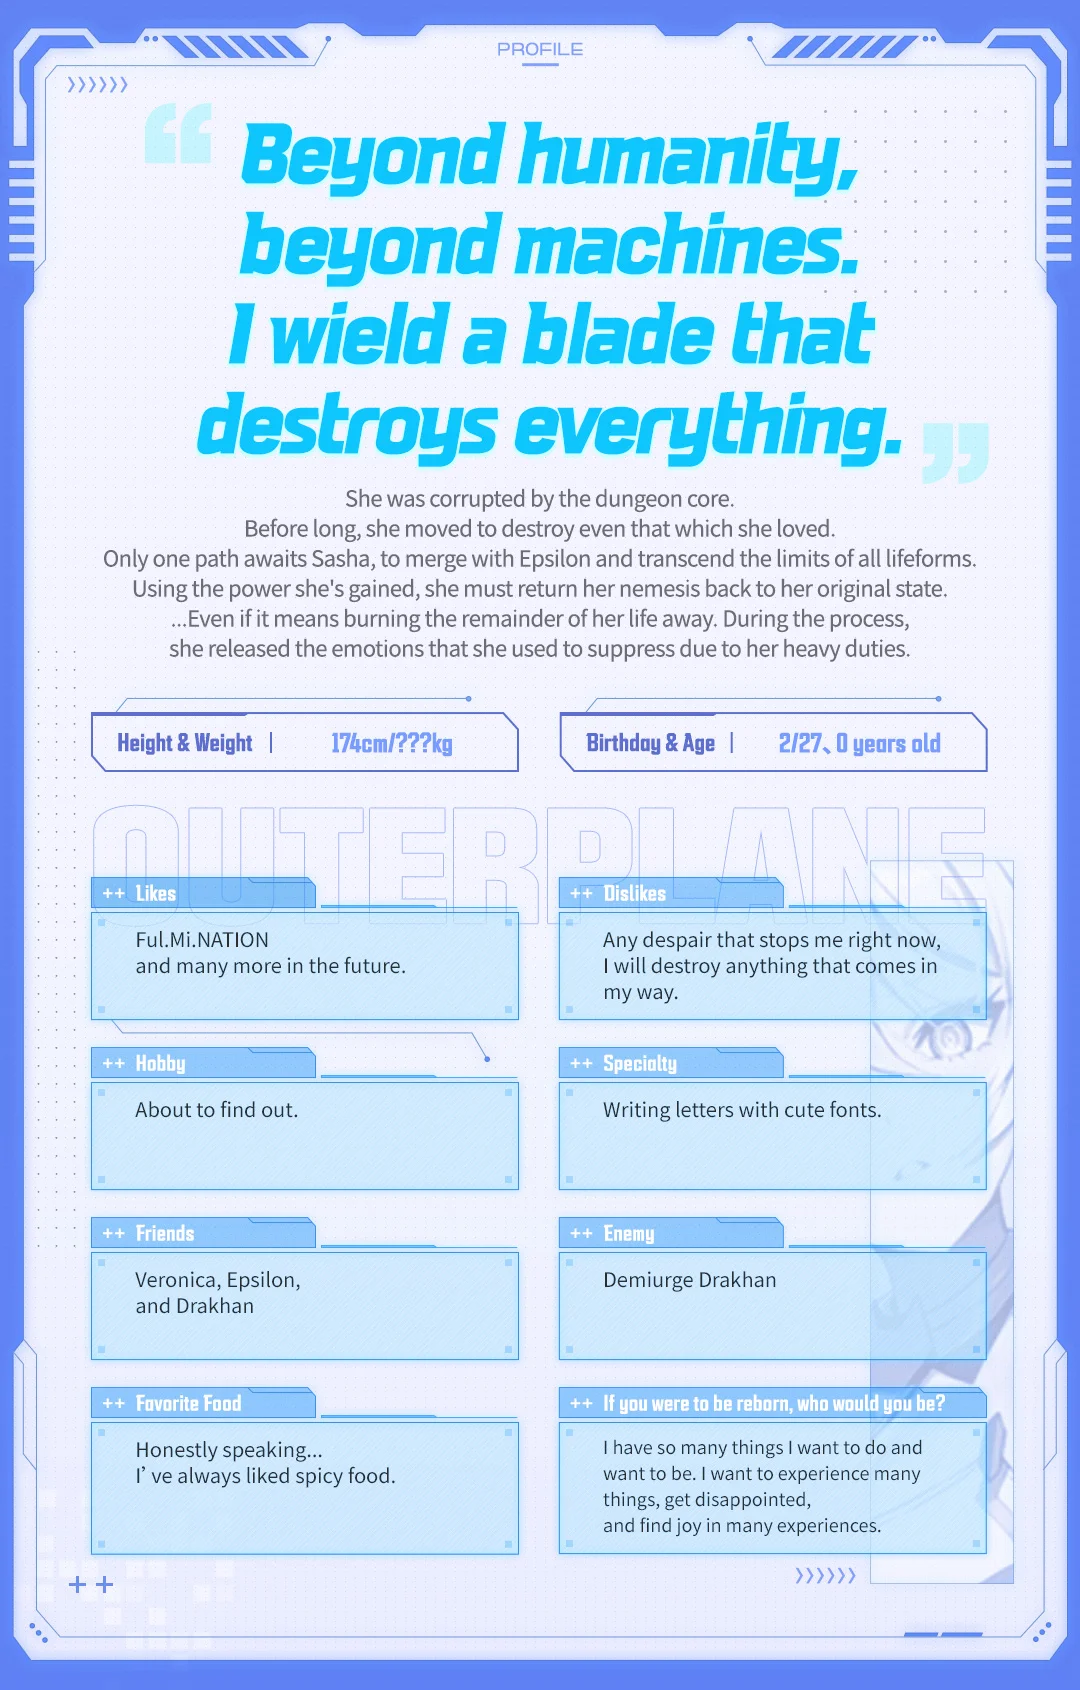 PROFILE
“
Beyond humanity,
beyond machines.
I wield a blade that
destroys everything.
”
She was corrupted by the dungeon core.
Before long, she moved to destroy even that which she loved.
Only one path awaits Sasha, to merge with Epsilon and transcend the limits of all lifeforms.
Using the power she's gained, she must return her nemesis back to her original state.
...Even if it means burning the remainder of her life away. During the process,
she released the emotions that she used to suppress due to her heavy duties.
Height & Weight | 174cm/???kg
Birthday & Age | 2/27、0 years old
OUTERPLANE
++ Likes
Ful.Mi.NATION
and many more in the future.
++ Dislikes
Any despair that stops me right now,
I will destroy anything that comes in
my way.
++ Hobby
About to find out.
++ Specialty
Writing letters with cute fonts.
++ Friends
Veronica, Epsilon,
and Drakhan
++ Enemy
Demiurge Drakhan
++ Favorite Food
Honestly speaking...
I’ve always liked spicy food.
++ If you were to be reborn, who would you be?
I have so many things I want to do and
want to be. I want to experience many
things, get disappointed,
and find joy in many experiences.